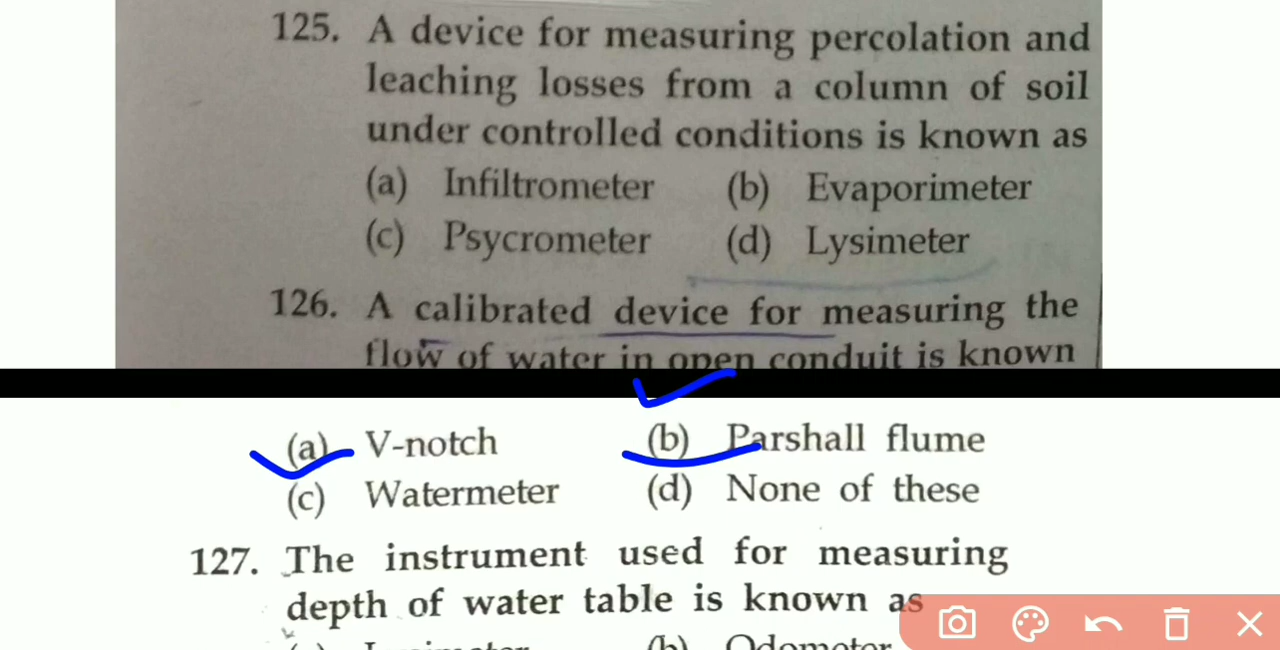 125. A device for measuring percolation and
leaching losses from a column of soil
under controlled conditions is known as
(a) Infiltrometer (b) Evaporimeter
(c) Psycrometer (d) Lysimeter
126. A calibrated device for measuring the
flow of water in open conduit is known
(a) V-notch (b) Parshall flume
(c) Watermeter (d) None of these
127. The instrument used for measuring
depth of water table is known as
(b) Odometer